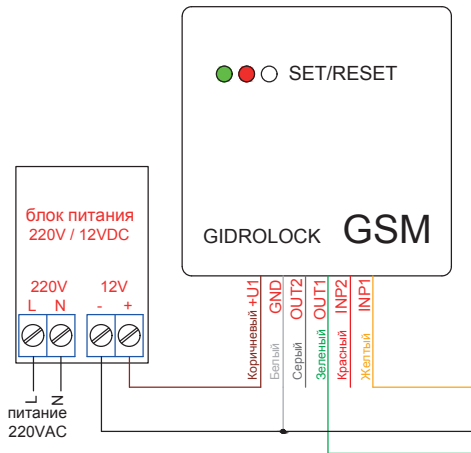 SET/RESET
GIDROLOCK GSM
блок питания
220V / 12VDC
220V 12V
L N - +
Коричневый +U1
Белый GND
Серый OUT2
Зеленый OUT1
Красный INP2
Желтый INP1
L N
питание
220VAC